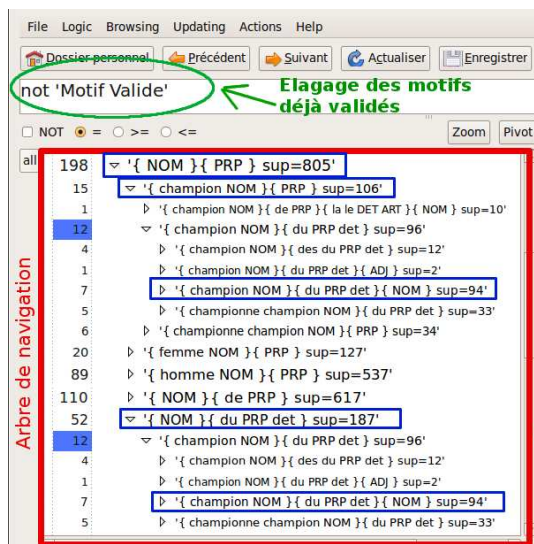 File Logic Browsing Updating Actions Help
Dossier personnel Précédent Suivant Actualiser Enregistrer
not 'Motif Valide'
Elagage des motifs
déjà validés
NOT = >= <=
Zoom Pivot
all
Arbre de navigation
198 '{ NOM }{ PRP } sup=805'
15 '{ champion NOM }{ PRP } sup=106'
1 '{ champion NOM }{ de PRP }{ la le DET ART }{ NOM } sup=10'
12 '{ champion NOM }{ du PRP det } sup=96'
4 '{ champion NOM }{ des du PRP det } sup=12'
1 '{ champion NOM }{ du PRP det }{ ADJ } sup=2'
7 '{ champion NOM }{ du PRP det }{ NOM } sup=94'
5 '{ championne champion NOM }{ du PRP det } sup=33'
6 '{ championne champion NOM }{ PRP } sup=34'
20 '{ femme NOM }{ PRP } sup=127'
89 '{ homme NOM }{ PRP } sup=537'
110 '{ NOM }{ de PRP } sup=617'
52 '{ NOM }{ du PRP det } sup=187'
12 '{ champion NOM }{ du PRP det } sup=96'
4 '{ champion NOM }{ des du PRP det } sup=12'
1 '{ champion NOM }{ du PRP det }{ ADJ } sup=2'
7 '{ champion NOM }{ du PRP det }{ NOM } sup=94'
5 '{ championne champion NOM }{ du PRP det } sup=33'